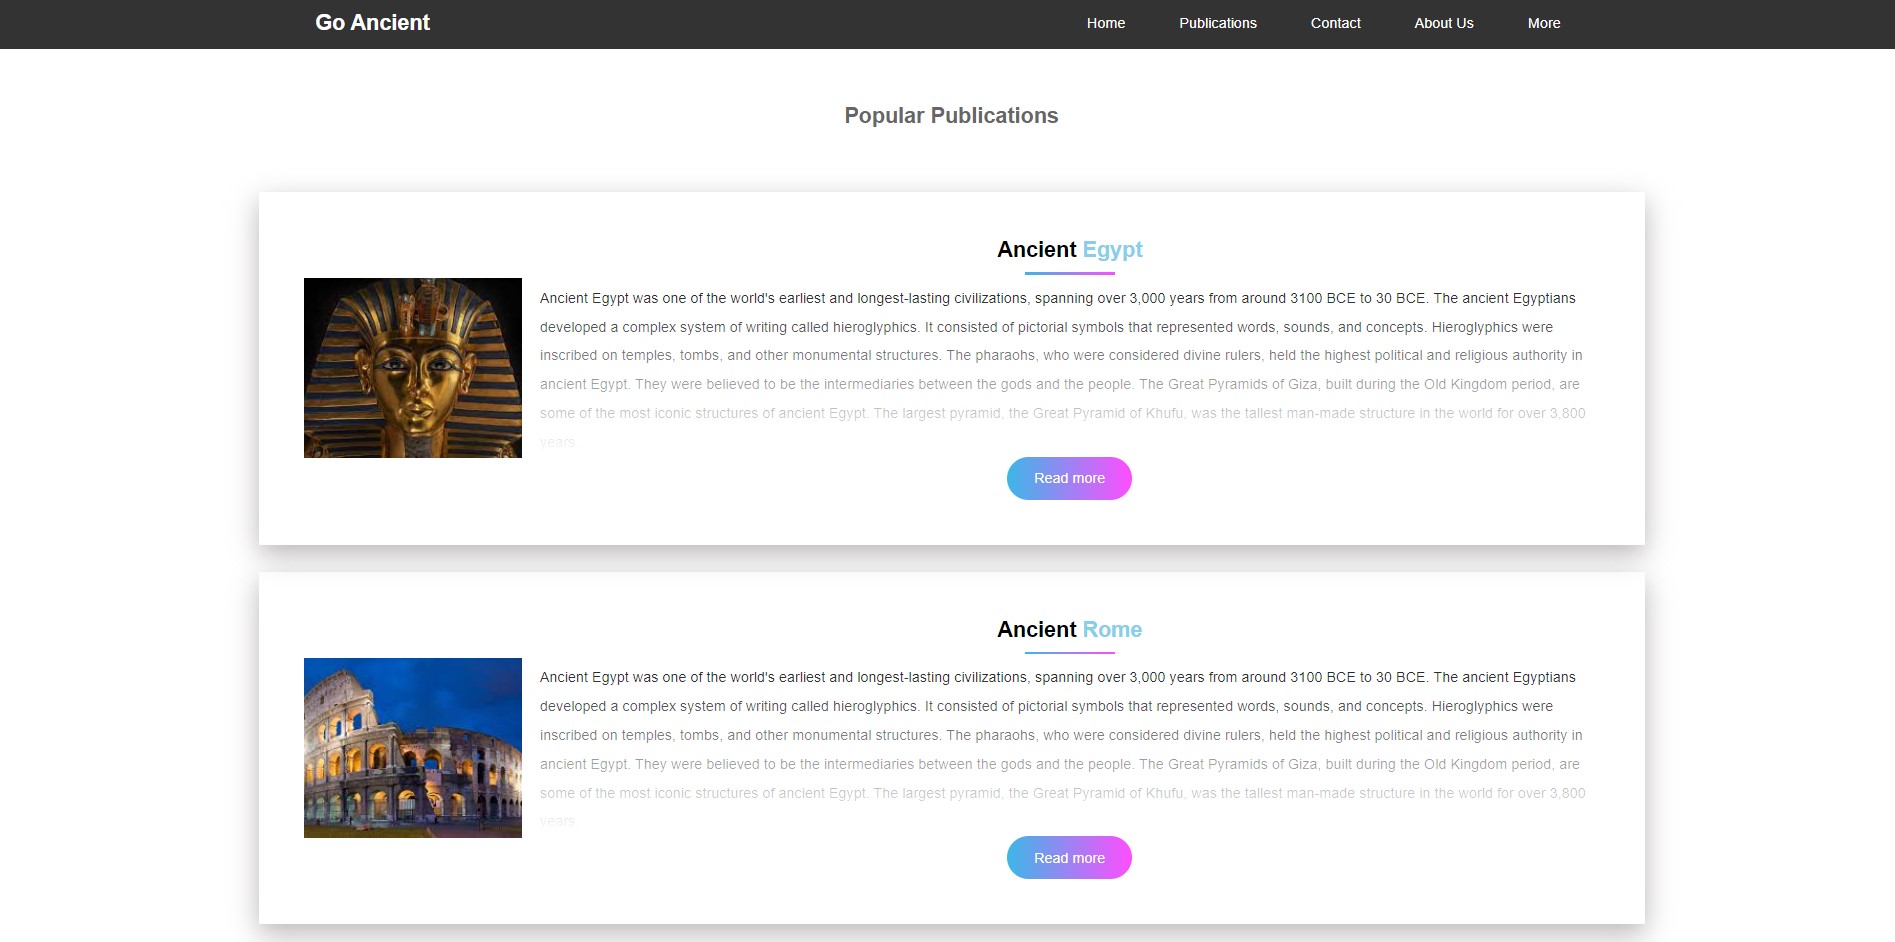 Go Ancient
Home Publications Contact About Us More
Popular Publications
Ancient Egypt
Ancient Egypt was one of the world's earliest and longest-lasting civilizations, spanning over 3,000 years from around 3100 BCE to 30 BCE. The ancient Egyptians
developed a complex system of writing called hieroglyphics. It consisted of pictorial symbols that represented words, sounds, and concepts. Hieroglyphics were
inscribed on temples, tombs, and other monumental structures. The pharaohs, who were considered divine rulers, held the highest political and religious authority in
ancient Egypt. They were believed to be the intermediaries between the gods and the people. The Great Pyramids of Giza, built during the Old Kingdom period, are
some of the most iconic structures of ancient Egypt. The largest pyramid, the Great Pyramid of Khufu, was the tallest man-made structure in the world for over 3,800
years.
Read more
Ancient Rome
Ancient Egypt was one of the world's earliest and longest-lasting civilizations, spanning over 3,000 years from around 3100 BCE to 30 BCE. The ancient Egyptians
developed a complex system of writing called hieroglyphics. It consisted of pictorial symbols that represented words, sounds, and concepts. Hieroglyphics were
inscribed on temples, tombs, and other monumental structures. The pharaohs, who were considered divine rulers, held the highest political and religious authority in
ancient Egypt. They were believed to be the intermediaries between the gods and the people. The Great Pyramids of Giza, built during the Old Kingdom period, are
some of the most iconic structures of ancient Egypt. The largest pyramid, the Great Pyramid of Khufu, was the tallest man-made structure in the world for over 3,800
years.
Read more